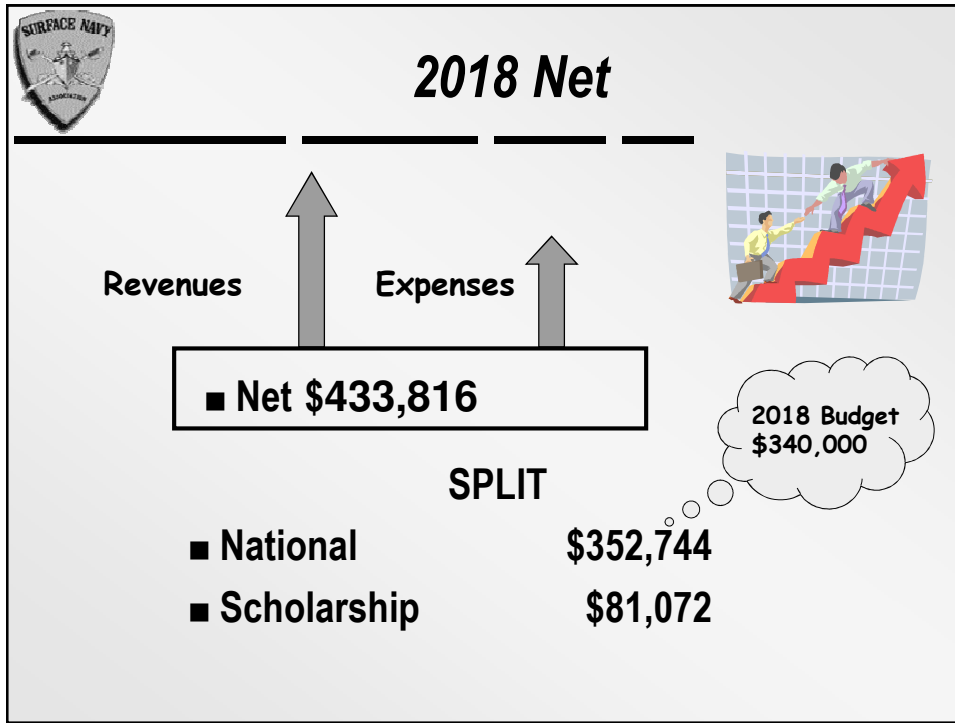 SURFACE NAVY
ASSOCIATION
2018 Net
Revenues
Expenses
■ Net $433,816
2018 Budget
$340,000
SPLIT
■ National $352,744
■ Scholarship $81,072